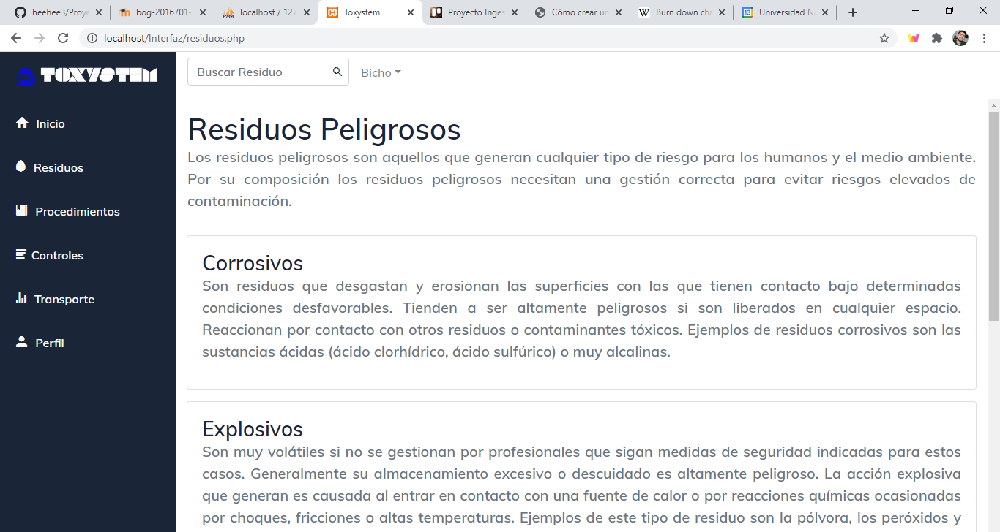 heehee3/Proye
bog-2016701-
localhost / 127
Toxystem
Proyecto Inges
Cómo crear un
Burn down cha
Universidad Na
localhost/Interfaz/residuos.php
TOXYSTEM
Buscar Residuo
Bicho
Inicio
Residuos
Procedimientos
Controles
Transporte
Perfil
Residuos Peligrosos
Los residuos peligrosos son aquellos que generan cualquier tipo de riesgo para los humanos y el medio ambiente.
Por su composición los residuos peligrosos necesitan una gestión correcta para evitar riesgos elevados de
contaminación.
Corrosivos
Son residuos que desgastan y erosionan las superficies con las que tienen contacto bajo determinadas
condiciones desfavorables. Tienden a ser altamente peligrosos si son liberados en cualquier espacio.
Reaccionan por contacto con otros residuos o contaminantes tóxicos. Ejemplos de residuos corrosivos son las
sustancias ácidas (ácido clorhídrico, ácido sulfúrico) o muy alcalinas.
Explosivos
Son muy volátiles si no se gestionan por profesionales que sigan medidas de seguridad indicadas para estos
casos. Generalmente su almacenamiento excesivo o descuidado es altamente peligroso. La acción explosiva
que generan es causada al entrar en contacto con una fuente de calor o por reacciones químicas ocasionadas
por choques, fricciones o altas temperaturas. Ejemplos de este tipo de residuo son la pólvora, los peróxidos y